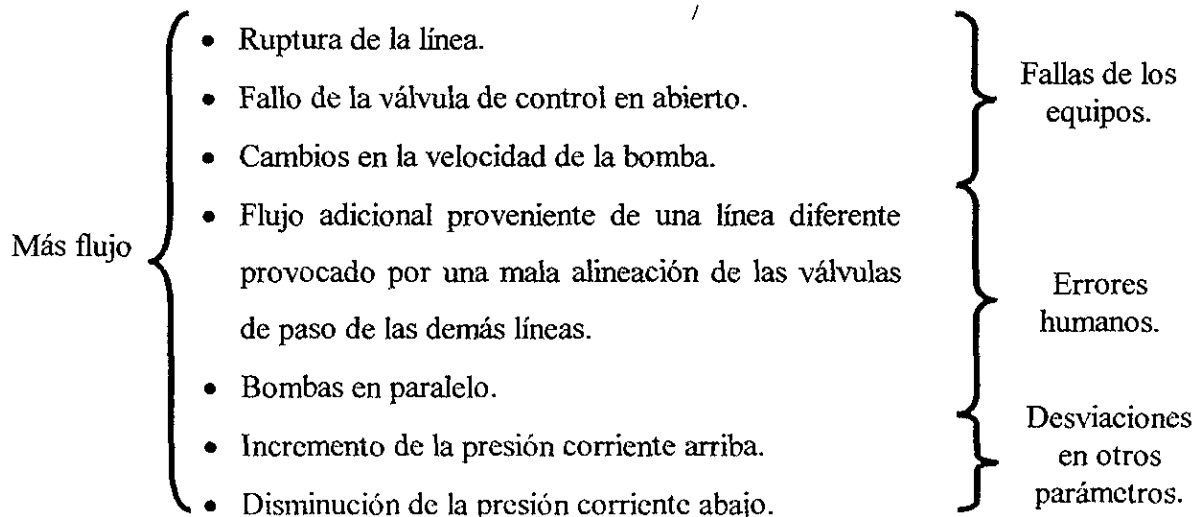 Más flujo
• Ruptura de la línea.
• Fallo de la válvula de control en abierto.
• Cambios en la velocidad de la bomba.
• Flujo adicional proveniente de una línea diferente
provocado por una mala alineación de las válvulas
de paso de las demás líneas.
• Bombas en paralelo.
• Incremento de la presión corriente arriba.
• Disminución de la presión corriente abajo.
Fallas de los
equipos.
Errores
humanos.
Desviaciones
en otros
parámetros.